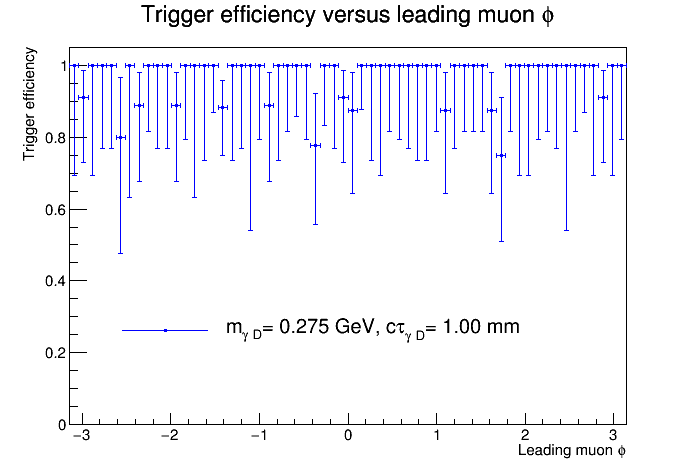 Trigger efficiency versus leading muon ϕ
Trigger efficiency
1
0.8
0.6
0.4
0.2
0
mγ D= 0.275 GeV, cτγ D= 1.00 mm
−3 −2 −1 0 1 2 3
Leading muon ϕ